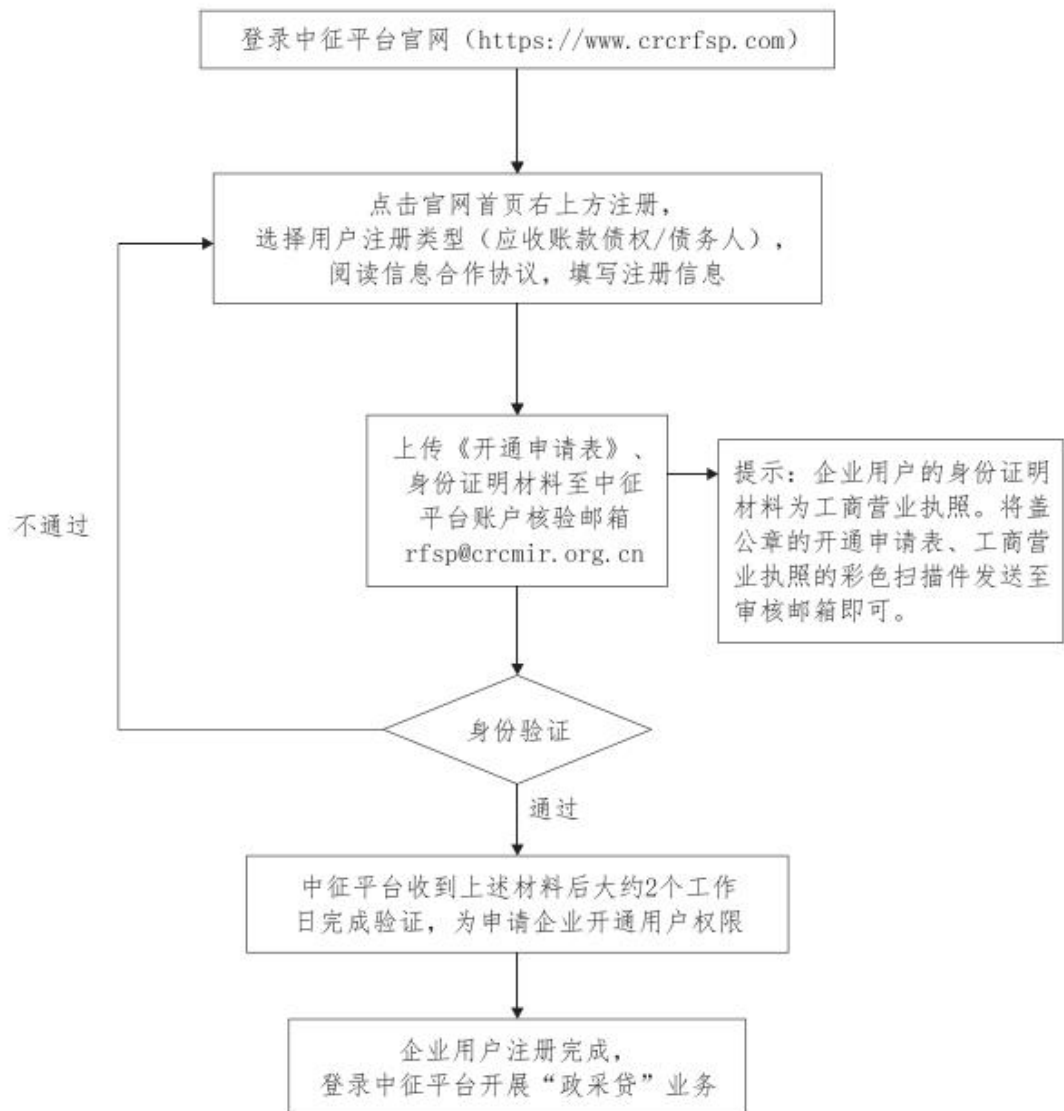 登录中征平台官网（https://www.crcrfsp.com）
点击官网首页右上方注册，
选择用户注册类型（应收账款债权/债务人），
阅读信息合作协议，填写注册信息
上传《开通申请表》、
身份证明材料至中征
平台账户核验邮箱
rfsp@crcmir.org.cn
提示：企业用户的身份证明
材料为工商营业执照。将盖
公章的开通申请表、工商营
业执照的彩色扫描件发送至
审核邮箱即可。
不通过
身份验证
通过
中征平台收到上述材料后大约2个工作
日完成验证，为申请企业开通用户权限
企业用户注册完成，
登录中征平台开展“政采贷”业务